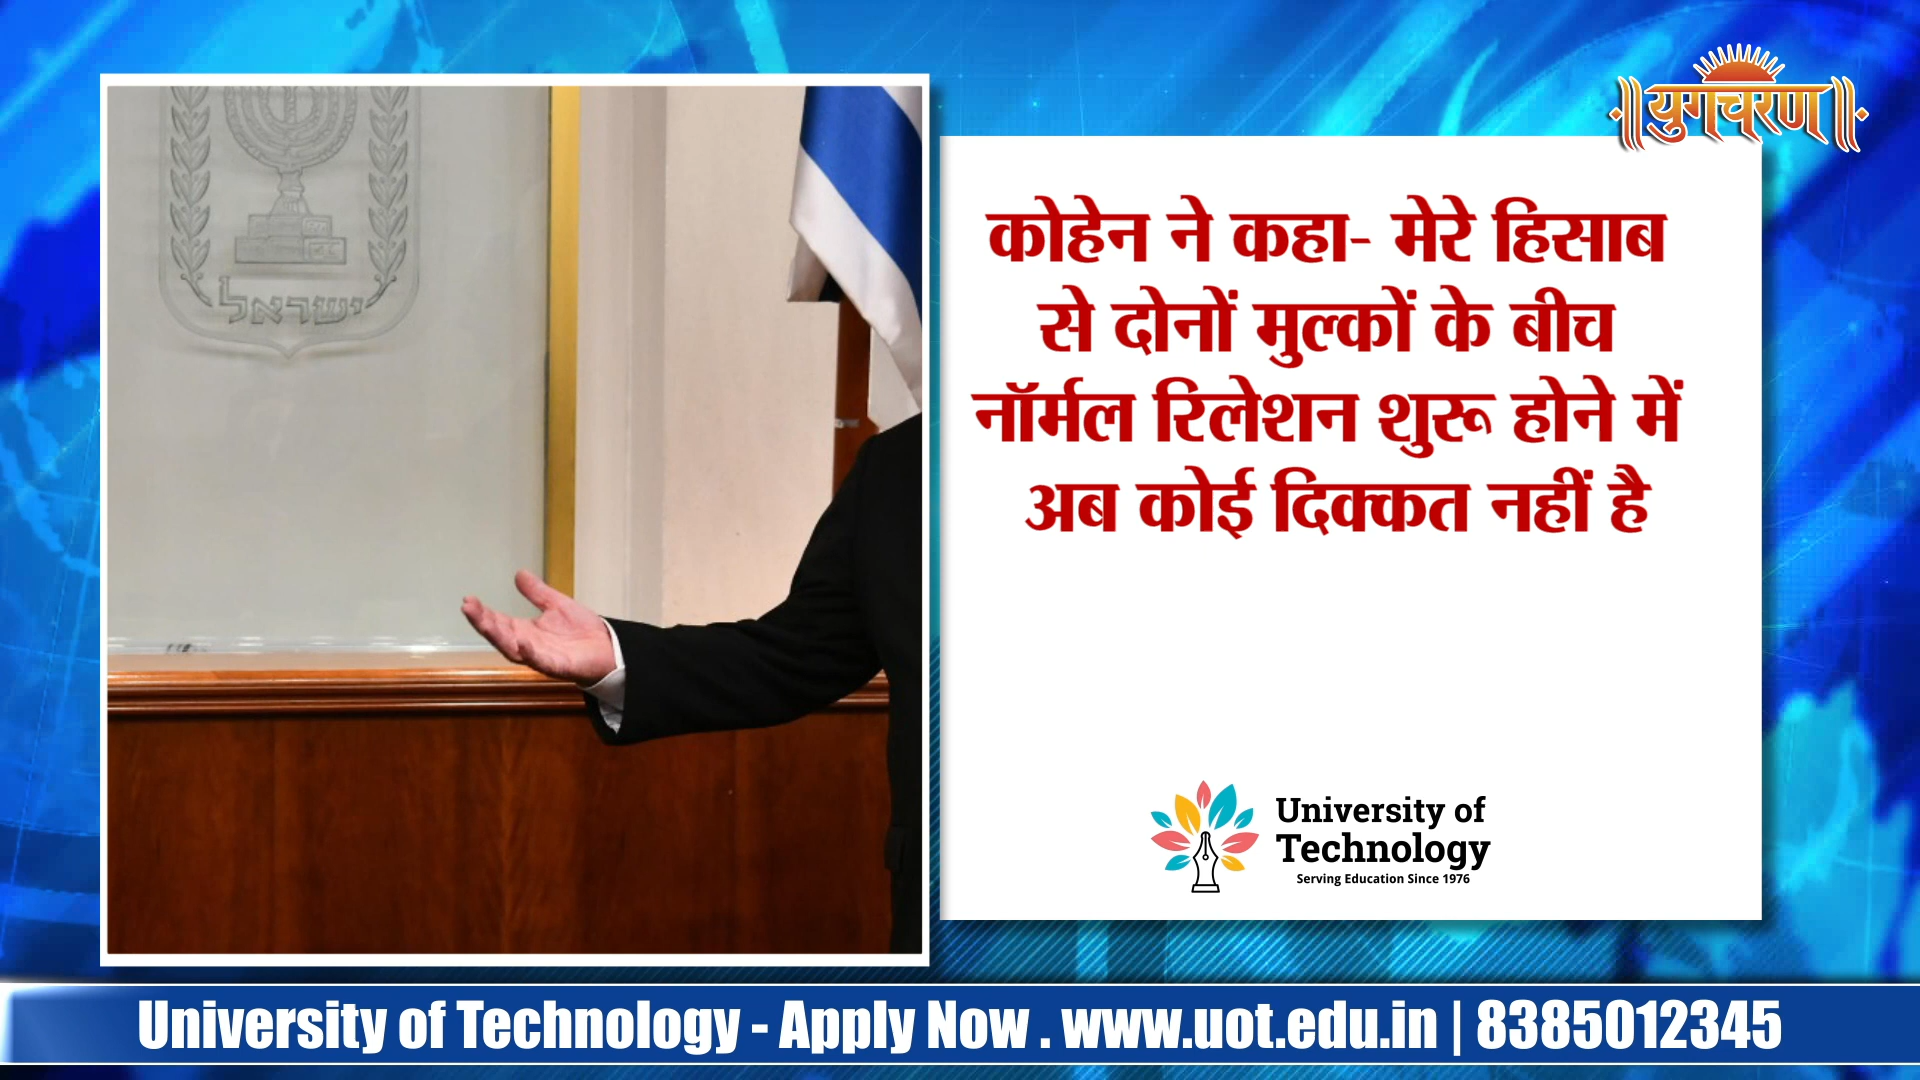 ישראל
॥युगचरण॥
कोहेन ने कहा- मेरे हिसाब
से दोनों मुल्कों के बीच
नॉर्मल रिलेशन शुरू होने में
अब कोई दिक्कत नहीं है
University of
Technology
Serving Education Since 1976
University of Technology - Apply Now . www.uot.edu.in | 8385012345